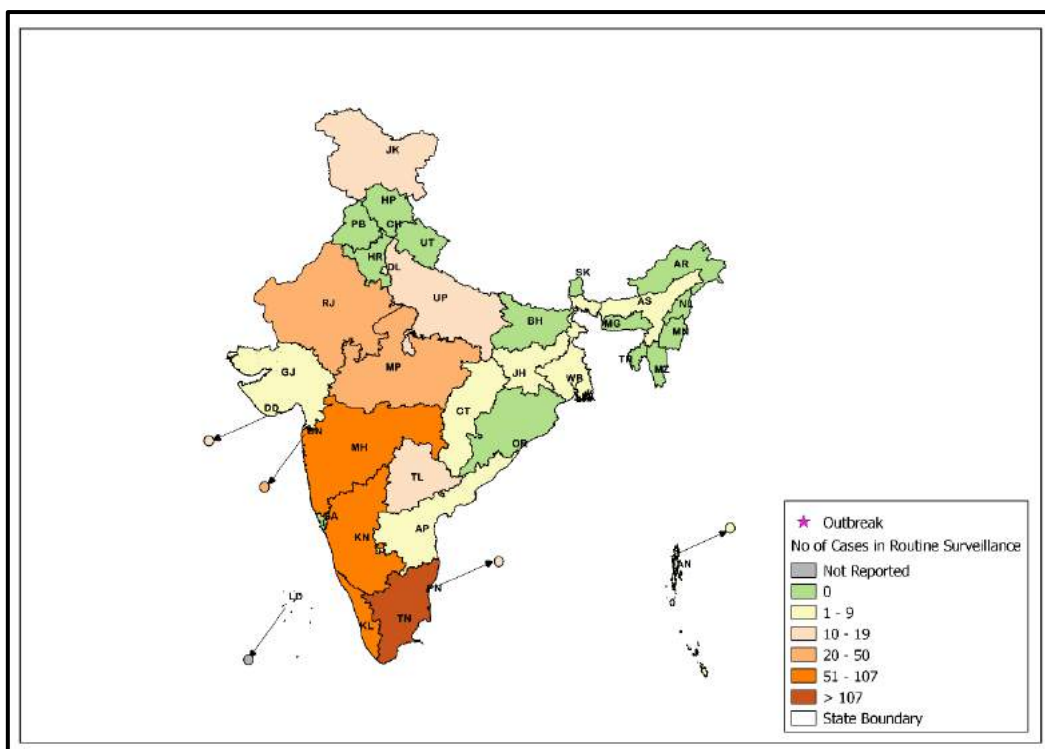 JK
HP
PB
CH
UT
HR
DL
SK
AR
RJ
UP
AS
NL
BH
MG
MN
TR
MZ
GJ
MP
JH
WB
CT
DD
DN
OR
MH
TL
GA
AP
KN
AN
PN
LD
TN
KL
Outbreak
No of Cases in Routine Surveillance
Not Reported
0
1 - 9
10 - 19
20 - 50
51 - 107
> 107
State Boundary